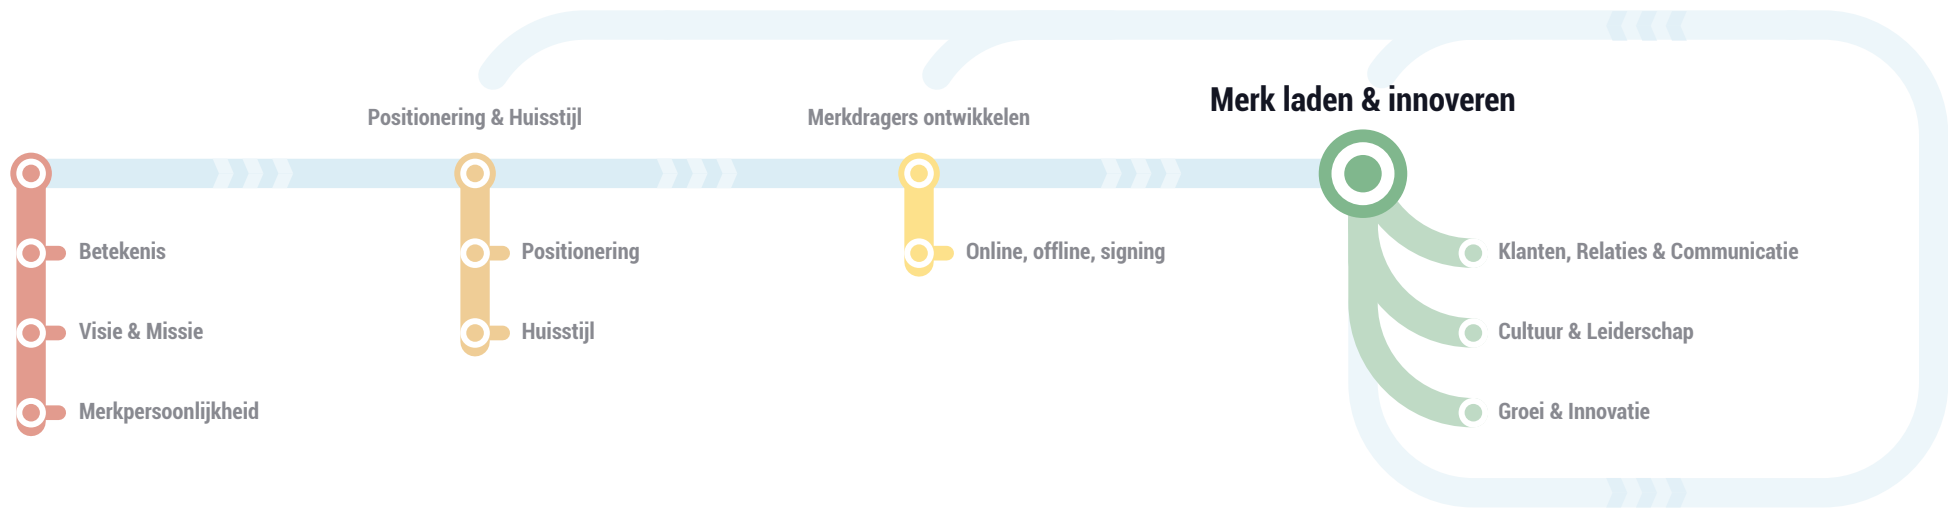 Positionering & Huisstijl
Merkdragers ontwikkelen
Merk laden & innoveren
Betekenis
Visie & Missie
Merkpersoonlijkheid
Positionering
Huisstijl
Online, offline, signing
Klanten, Relaties & Communicatie
Cultuur & Leiderschap
Groei & Innovatie